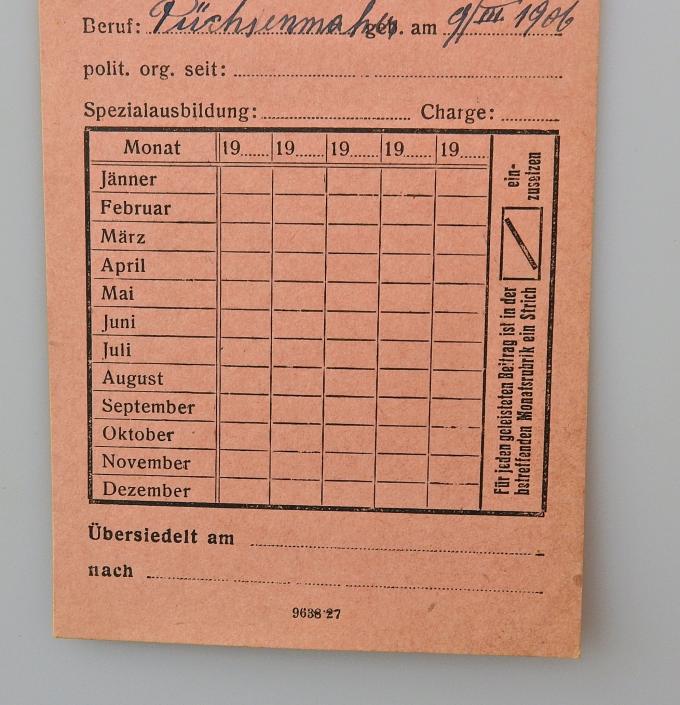 Beruf: Büchsenmacher geb. am 9/III 1906
polit. org. seit:
Spezialausbildung: Charge:
Monat 19 19 19 19 19
Jänner
Februar
März
April
Mai
Juni
Juli
August
September
Oktober
November
Dezember
Für jeden geleisteten Beitrag ist in der
betreffenden Monatsrubrik ein Strich
ein-
zusetzen
Übersiedelt am
nach
9638 27